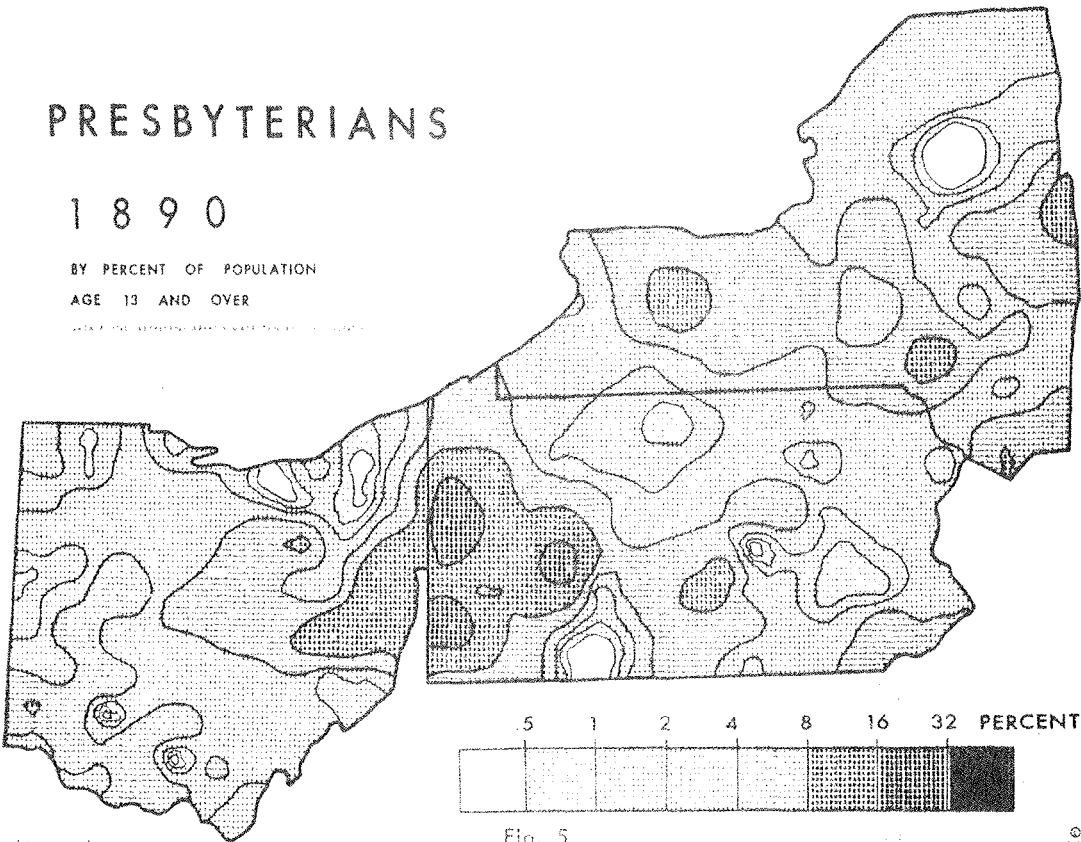 PRESBYTERIANS
1890
BY PERCENT OF POPULATION
AGE 13 AND OVER
.5 1 2 4 8 16 32 PERCENT
Fig. 5
©